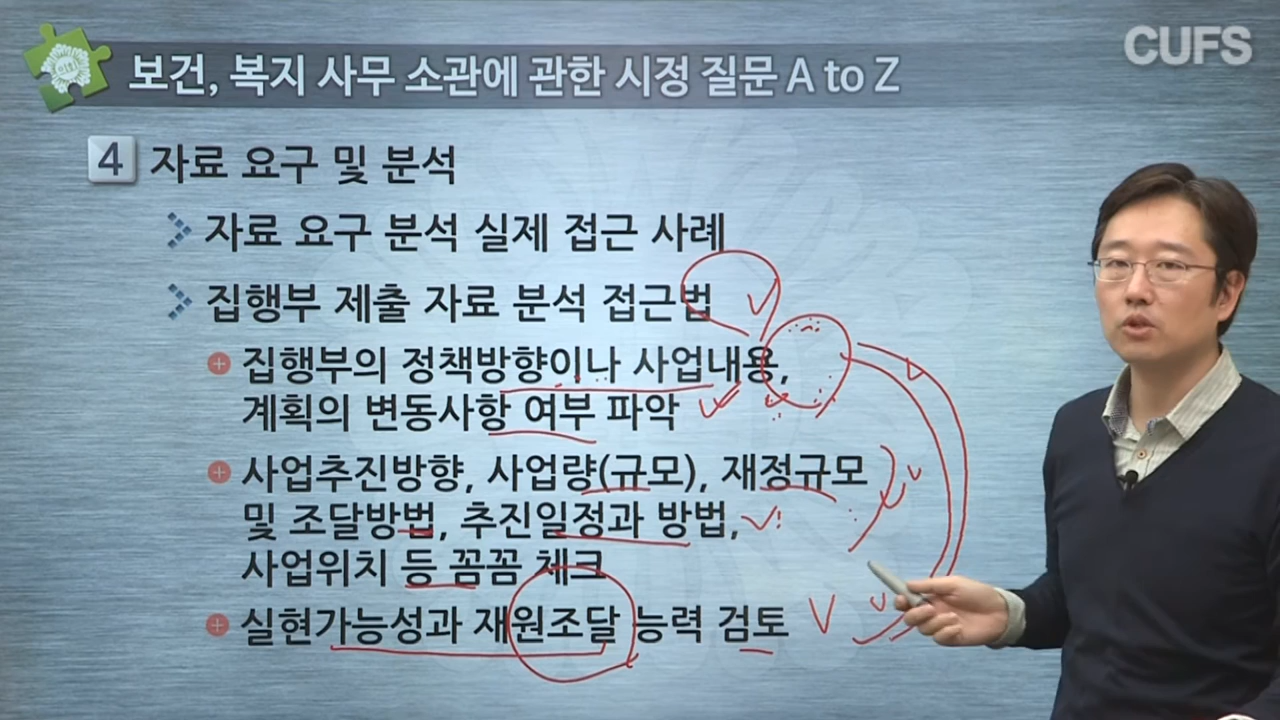 CUFS
보건, 복지 사무 소관에 관한 시정 질문 A to Z
4 자료 요구 및 분석
자료 요구 분석 실제 접근 사례
집행부 제출 자료 분석 접근법
집행부의 정책방향이나 사업내용,
계획의 변동사항 여부 파악
사업추진방향, 사업량(규모), 재정규모
및 조달방법, 추진일정과 방법,
사업위치 등 꼼꼼 체크
실현가능성과 재원조달 능력 검토